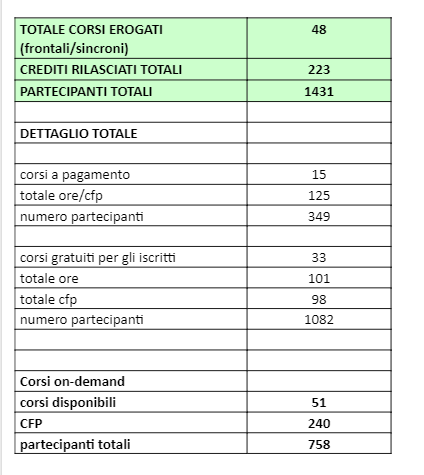 TOTALE CORSI EROGATI 48
(frontali/sincroni)
CREDITI RILASCIATI TOTALI 223
PARTECIPANTI TOTALI 1431
DETTAGLIO TOTALE
corsi a pagamento 15
totale ore/cfp 125
numero partecipanti 349
corsi gratuiti per gli iscritti 33
totale ore 101
totale cfp 98
numero partecipanti 1082
Corsi on-demand
corsi disponibili 51
CFP 240
partecipanti totali 758